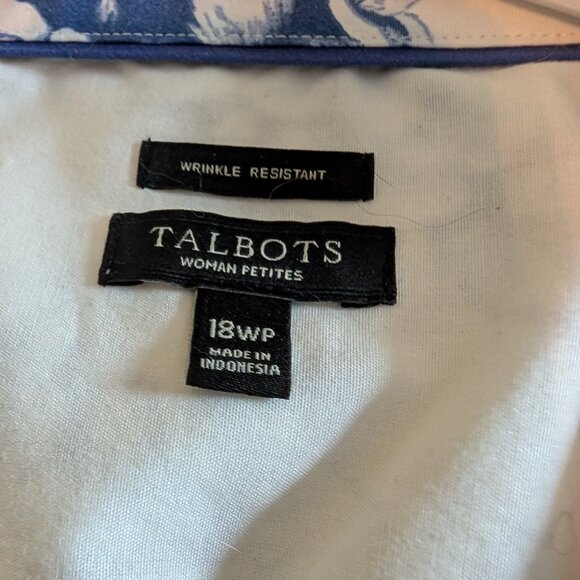 WRINKLE RESISTANT
TALBOTS
WOMAN PETITES
18WP
MADE IN
INDONESIA